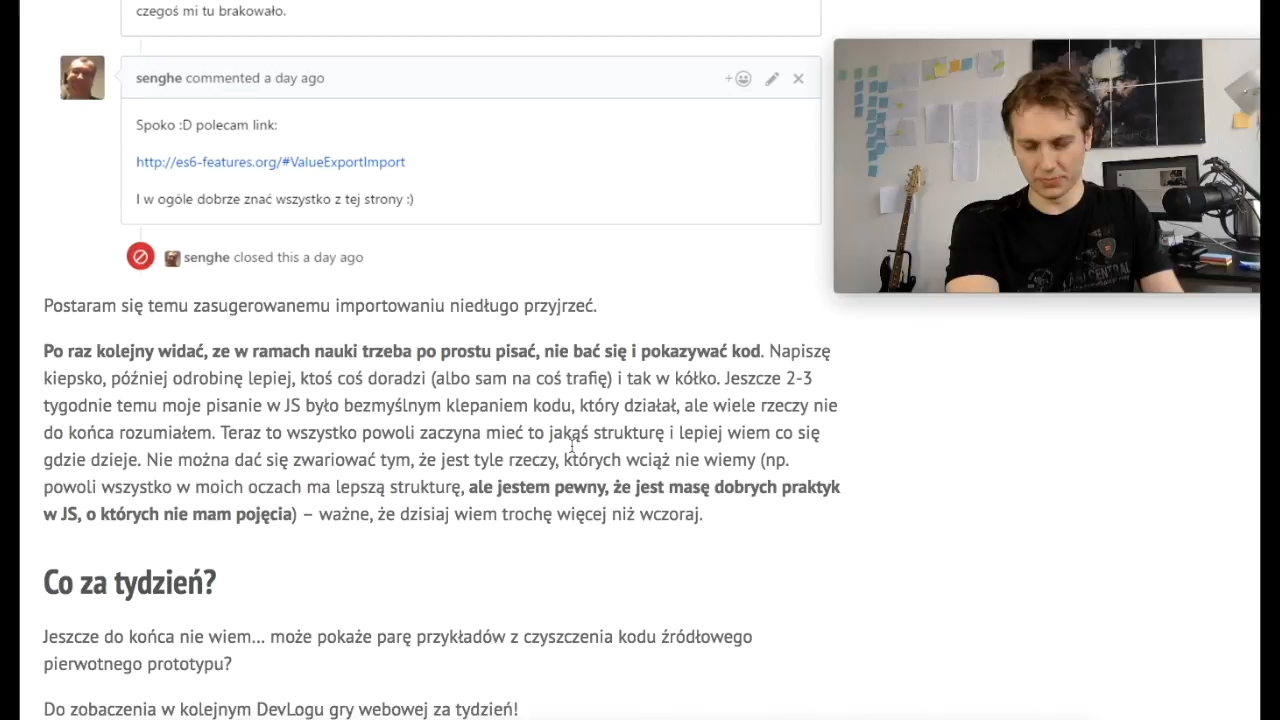 czegoś mi tu brakowało.
senghe commented a day ago
Spoko :D polecam link:
http://es6-features.org/#ValueExportImport
I w ogóle dobrze znać wszystko z tej strony :)
senghe closed this a day ago
Postaram się temu zasugerowanemu importowaniu niedługo przyjrzeć.
Po raz kolejny widać, ze w ramach nauki trzeba po prostu pisać, nie bać się i pokazywać kod. Napiszę
kiepsko, później odrobinę lepiej, ktoś coś doradzi (albo sam na coś trafię) i tak w kółko. Jeszcze 2-3
tygodnie temu moje pisanie w JS było bezmyślnym klepaniem kodu, który działał, ale wiele rzeczy nie
do końca rozumiałem. Teraz to wszystko powoli zaczyna mieć to jakąś strukturę i lepiej wiem co się
gdzie dzieje. Nie można dać się zwariować tym, że jest tyle rzeczy, których wciąż nie wiemy (np.
powoli wszystko w moich oczach ma lepszą strukturę, ale jestem pewny, że jest masę dobrych praktyk
w JS, o których nie mam pojęcia) – ważne, że dzisiaj wiem trochę więcej niż wczoraj.
Co za tydzień?
Jeszcze do końca nie wiem... może pokaże parę przykładów z czyszczenia kodu źródłowego
pierwotnego prototypu?
Do zobaczenia w kolejnym DevLogu gry webowej za tydzień!